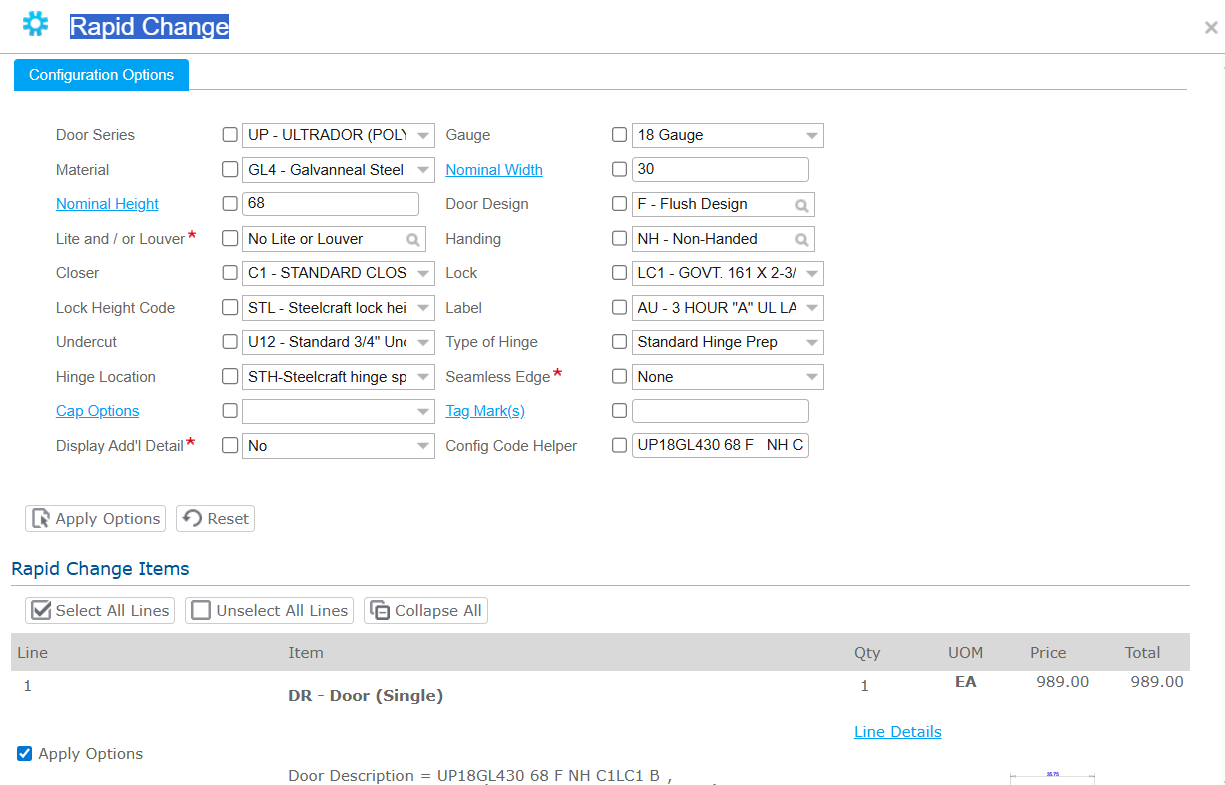 Rapid Change
Configuration Options
Door Series UP - ULTRADOR (POLY Gauge 18 Gauge
Material GL4 - Galvanneal Steel Nominal Width 30
Nominal Height 68 Door Design F - Flush Design
Lite and / or Louver* No Lite or Louver Handing NH - Non-Handed
Closer C1 - STANDARD CLOS Lock LC1 - GOVT. 161 X 2-3/
Lock Height Code STL - Steelcraft lock hei Label AU - 3 HOUR "A" UL LA
Undercut U12 - Standard 3/4" Und Type of Hinge Standard Hinge Prep
Hinge Location STH-Steelcraft hinge sp Seamless Edge* None
Cap Options Tag Mark(s)
Display Add'l Detail* No Config Code Helper UP18GL430 68 F NH C
Apply Options Reset
Rapid Change Items
Select All Lines Unselect All Lines Collapse All
Line Item Qty UOM Price Total
1 DR - Door (Single) 1 EA 989.00 989.00
Line Details
Apply Options
Door Description = UP18GL430 68 F NH C1LC1 B ,